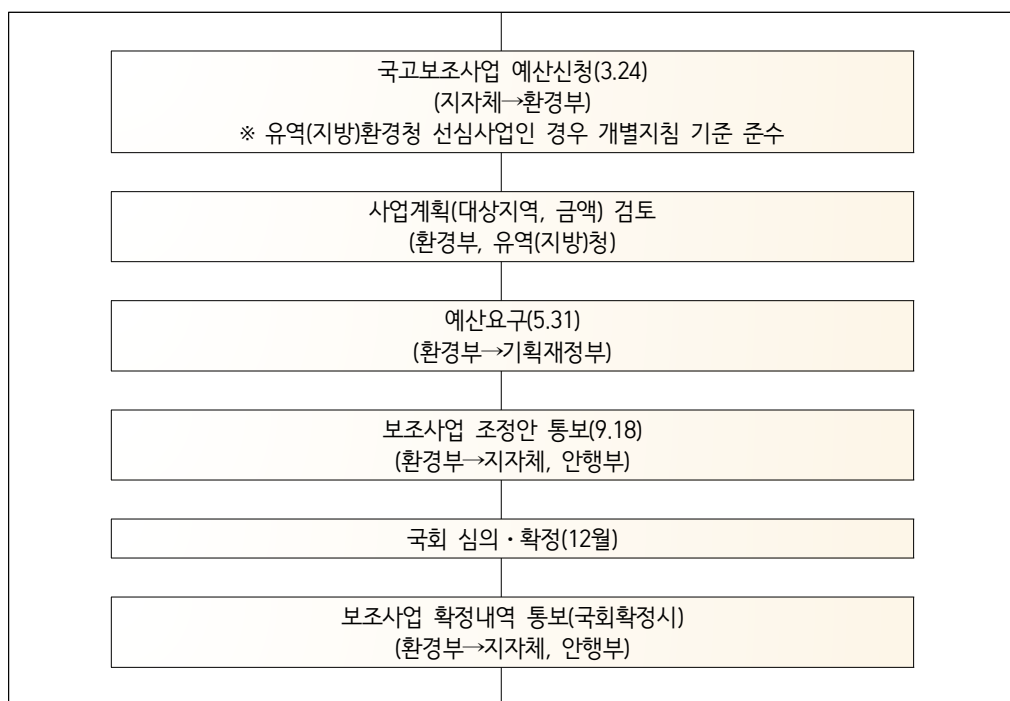 국고보조사업 예산신청(3.24)
(지자체→환경부)
※ 유역(지방)환경청 선심사업인 경우 개별지침 기준 준수
사업계획(대상지역, 금액) 검토
(환경부, 유역(지방)청)
예산요구(5.31)
(환경부→기획재정부)
보조사업 조정안 통보(9.18)
(환경부→지자체, 안행부)
국회 심의・확정(12월)
보조사업 확정내역 통보(국회확정시)
(환경부→지자체, 안행부)